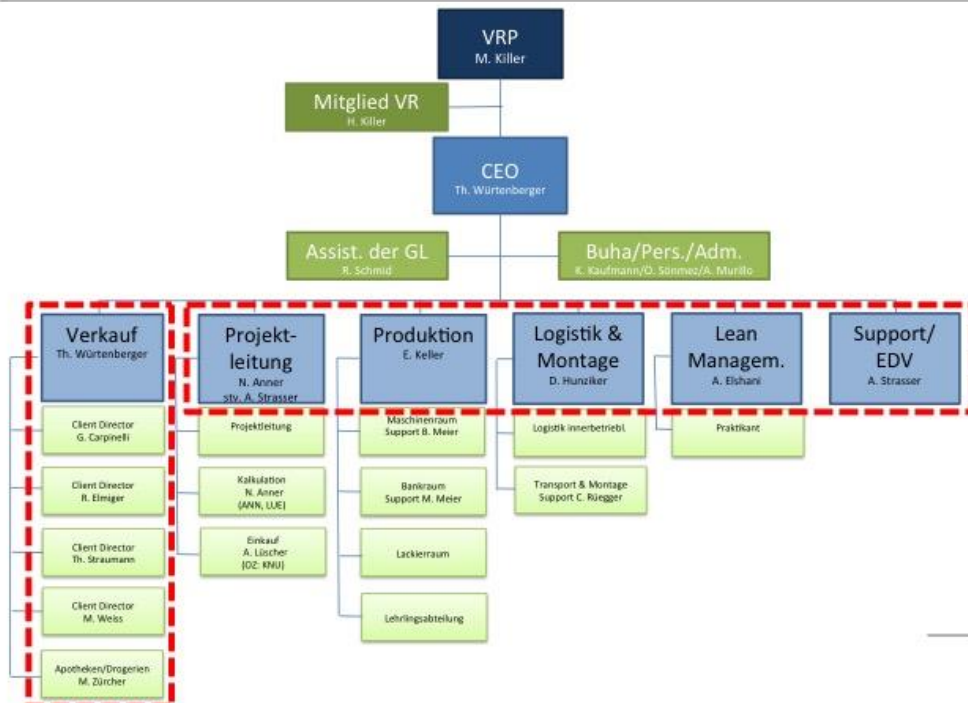 VRP
M. Killer
Mitglied VR
H. Killer
CEO
Th. Würtenberger
Assist. der GL
R. Schmid
Buha/Pers./Adm.
K. Kaufmann/O. Sönmez/A. Murillo
Verkauf
Th. Würtenberger
Projekt-
leitung
N. Anner
stv. A. Strasser
Produktion
E. Keller
Logistik &
Montage
D. Hunziker
Lean
Managem.
A. Elshani
Support/
EDV
A. Strasser
Client Director
G. Carpinelli
Client Director
R. Elmiger
Client Director
Th. Straumann
Client Director
M. Weiss
Apotheken/Drogerien
M. Zürcher
Projektleitung
Kalkulation
N. Anner
(ANN, LUE)
Einkauf
A. Lüscher
(OZ: KNU)
Maschinenraum
Support B. Meier
Bankraum
Support M. Meier
Lackierraum
Lehrlingsabteilung
Logistik innerbetriebl.
Transport & Montage
Support C. Rüegger
Praktikant